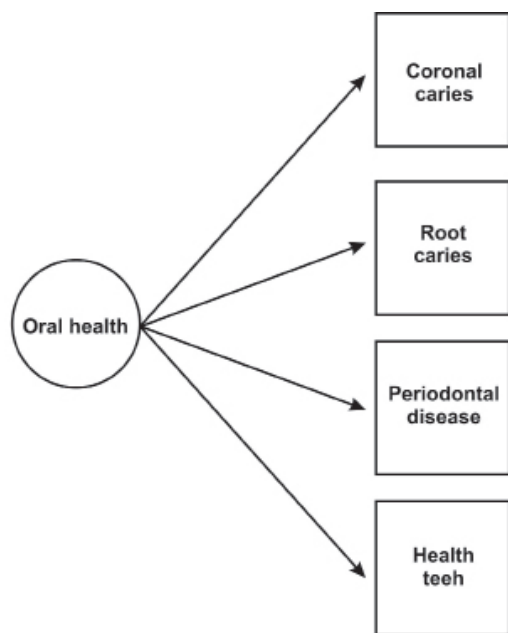 Coronal
caries
Root
caries
Oral health
Periodontal
disease
Health
teeh